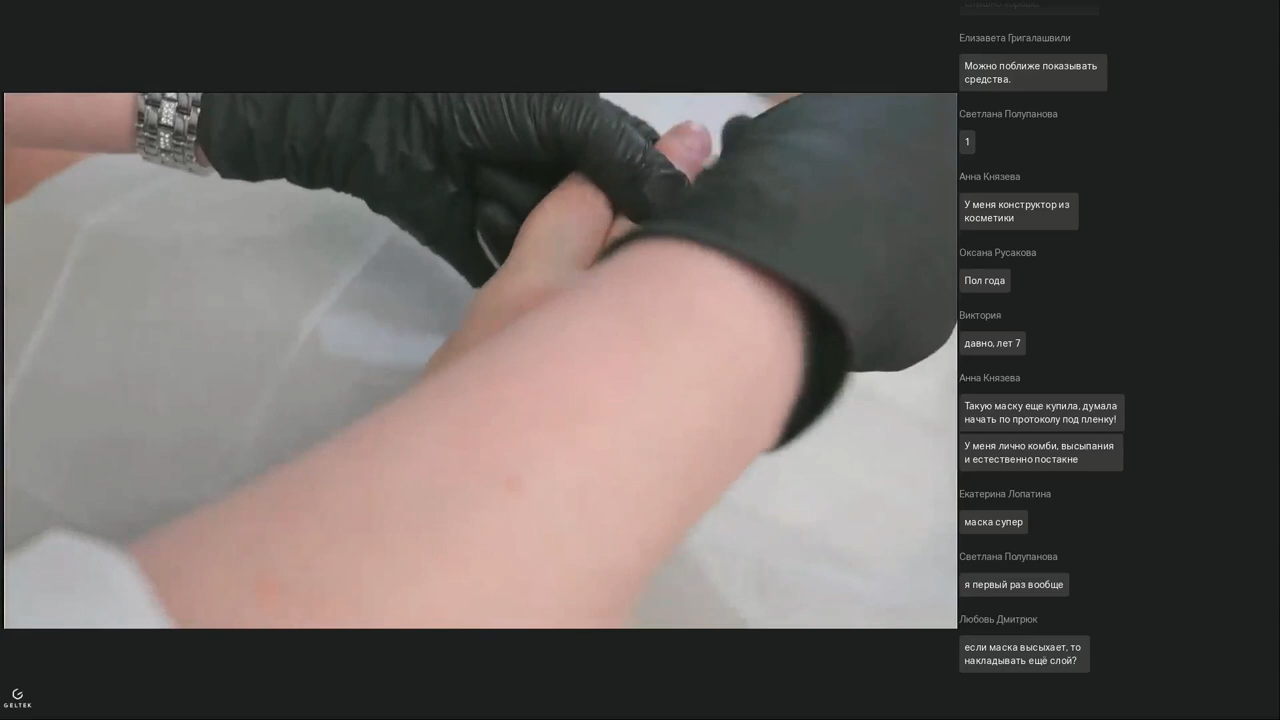 Елизавета Григалашвили
Можно поближе показывать
средства.
Светлана Полупанова
1
Анна Князева
У меня конструктор из
косметики
Оксана Русакова
Пол года
Виктория
давно, лет 7
Анна Князева
Такую маску еще купила, думала
начать по протоколу под пленку!
У меня лично комби, высыпания
и естественно постакне
Екатерина Лопатина
маска супер
Светлана Полупанова
я первый раз вообще
Любовь Дмитрюк
если маска высыхает, то
накладывать ещё слой?
GELTEK